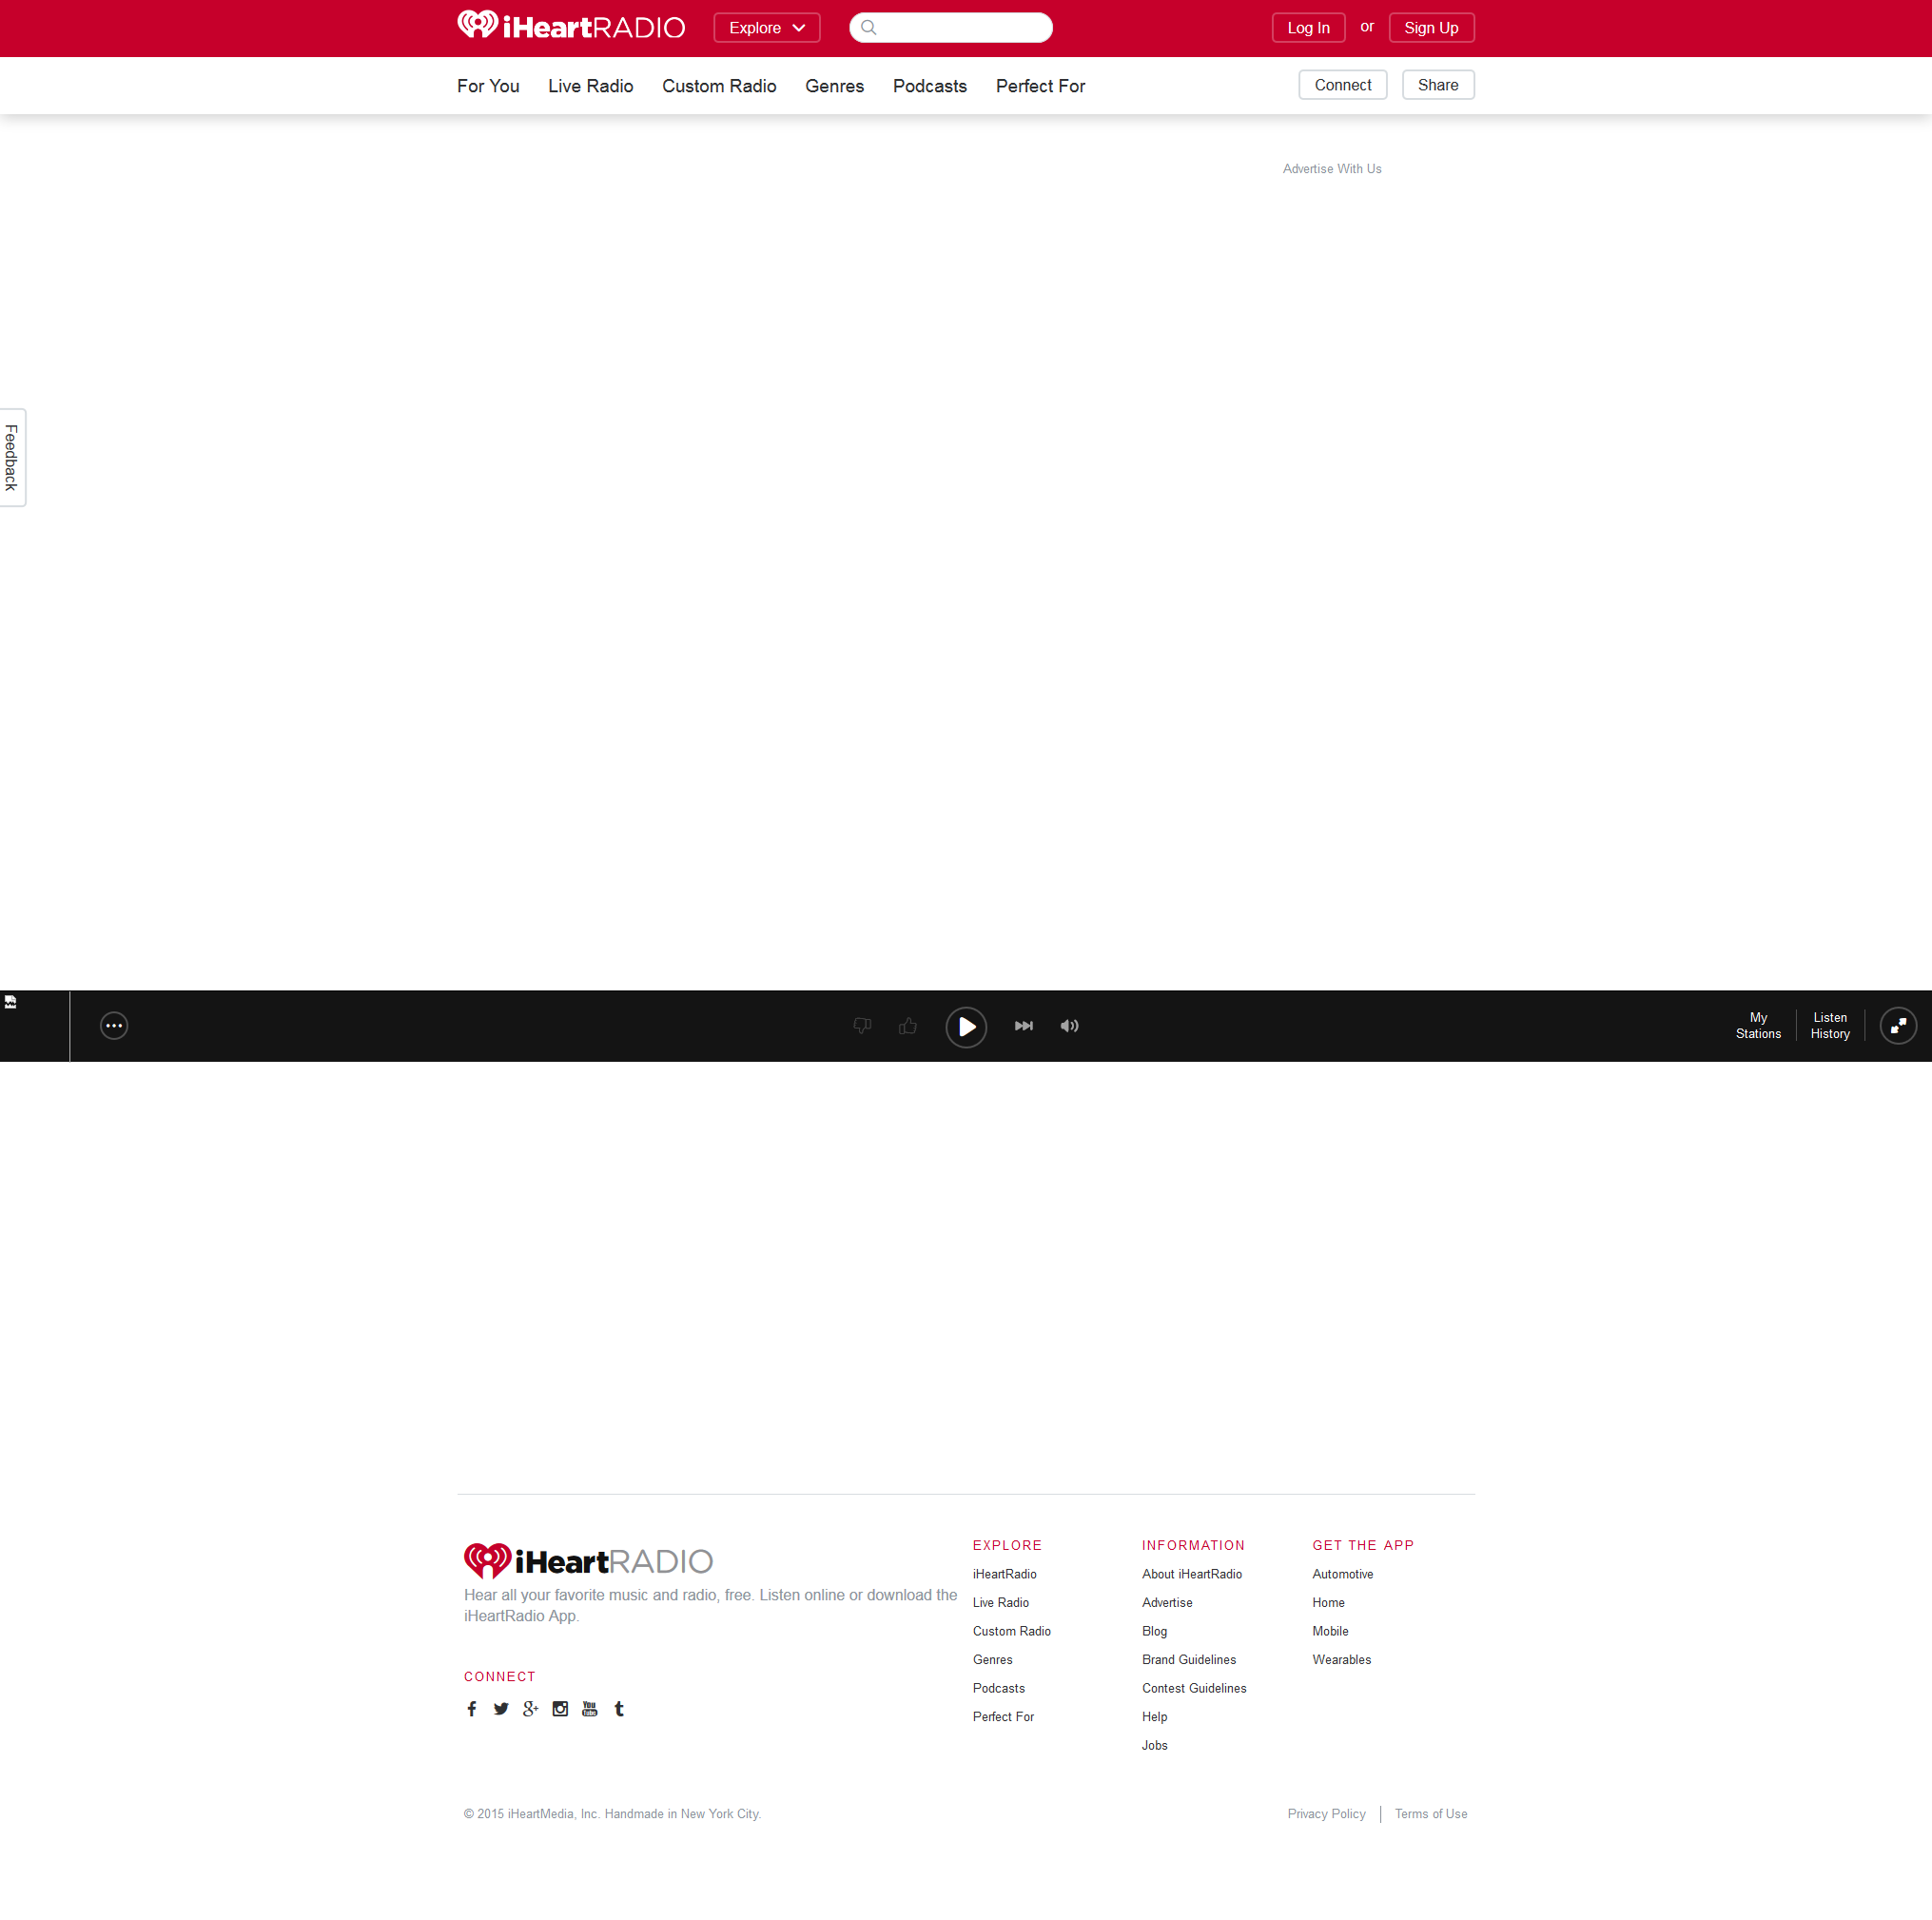 iHeartRADIO Explore Log In or Sign Up
For You Live Radio Custom Radio Genres Podcasts Perfect For Connect Share
Advertise With Us
Feedback
My Stations
Listen History
iHeartRADIO
Hear all your favorite music and radio, free. Listen online or download the
iHeartRadio App.
CONNECT
You Tube
EXPLORE
iHeartRadio
Live Radio
Custom Radio
Genres
Podcasts
Perfect For
INFORMATION
About iHeartRadio
Advertise
Blog
Brand Guidelines
Contest Guidelines
Help
Jobs
GET THE APP
Automotive
Home
Mobile
Wearables
© 2015 iHeartMedia, Inc. Handmade in New York City.
Privacy Policy Terms of Use